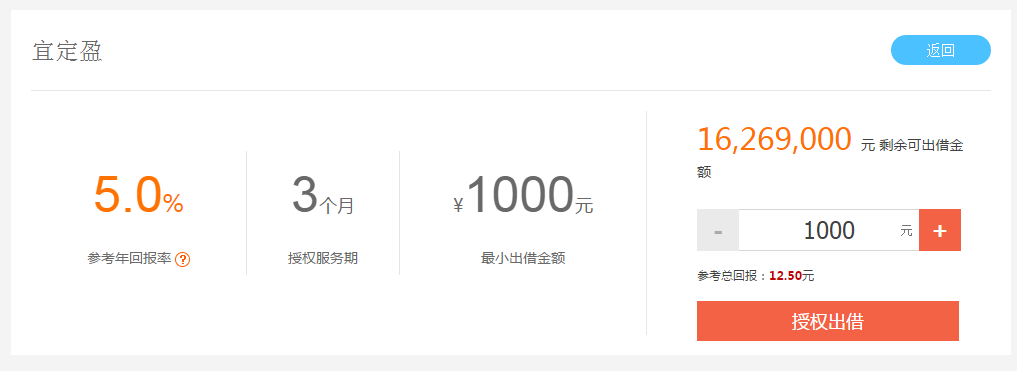 宜定盈
返回
5.0%
参考年回报率 ?
3个月
授权服务期
¥1000元
最小出借金额
16,269,000 元 剩余可出借金
额
- 1000 元 +
参考总回报：12.50元
授权出借